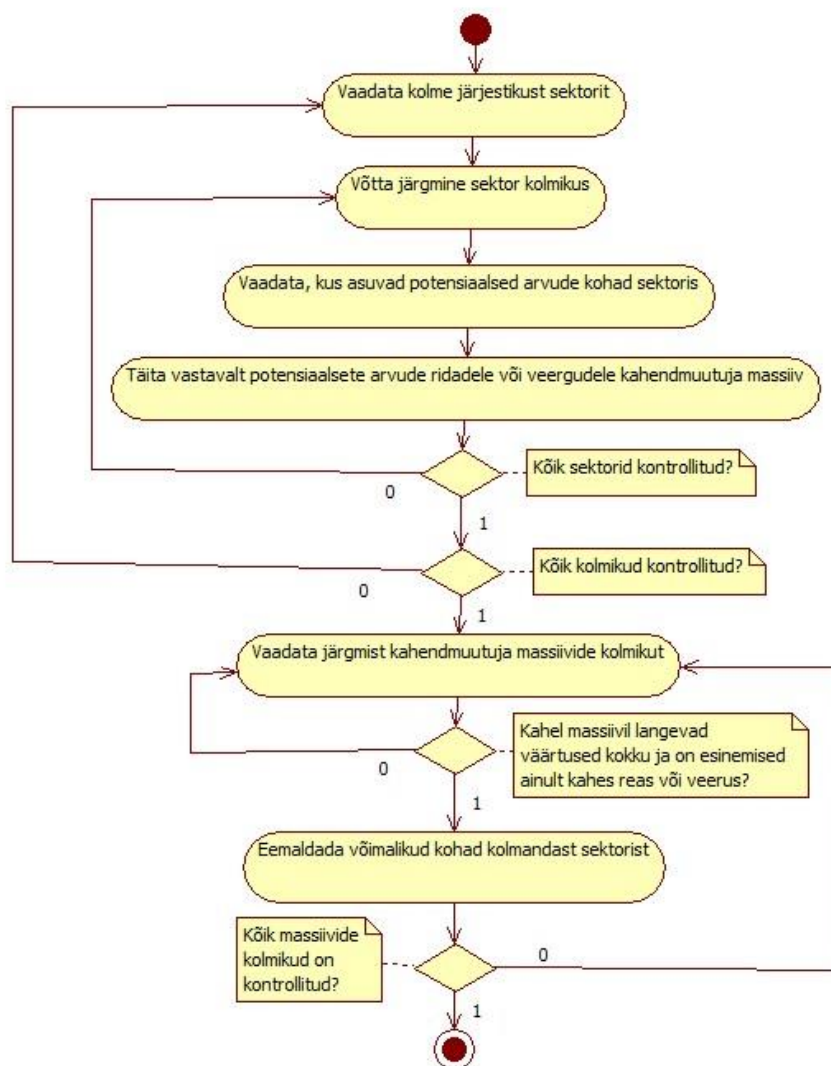 Vaadata kolme järjestikust sektorit
Võtta järgmine sektor kolmikus
Vaadata, kus asuvad potensiaalsed arvude kohad sektoris
Täita vastavalt potensiaalsete arvude ridadele või veergudele kahendmuutuja massiiv
Kõik sektorid kontrollitud?
0
1
Kõik kolmikud kontrollitud?
0
1
Vaadata järgmist kahendmuutuja massiivide kolmikut
Kahel massiivil langevad
väärtused kokku ja on esinemised
ainult kahes reas või veerus?
0
1
Eemaldada võimalikud kohad kolmandast sektorist
Kõik massiivide
kolmikud on
kontrollitud?
0
1